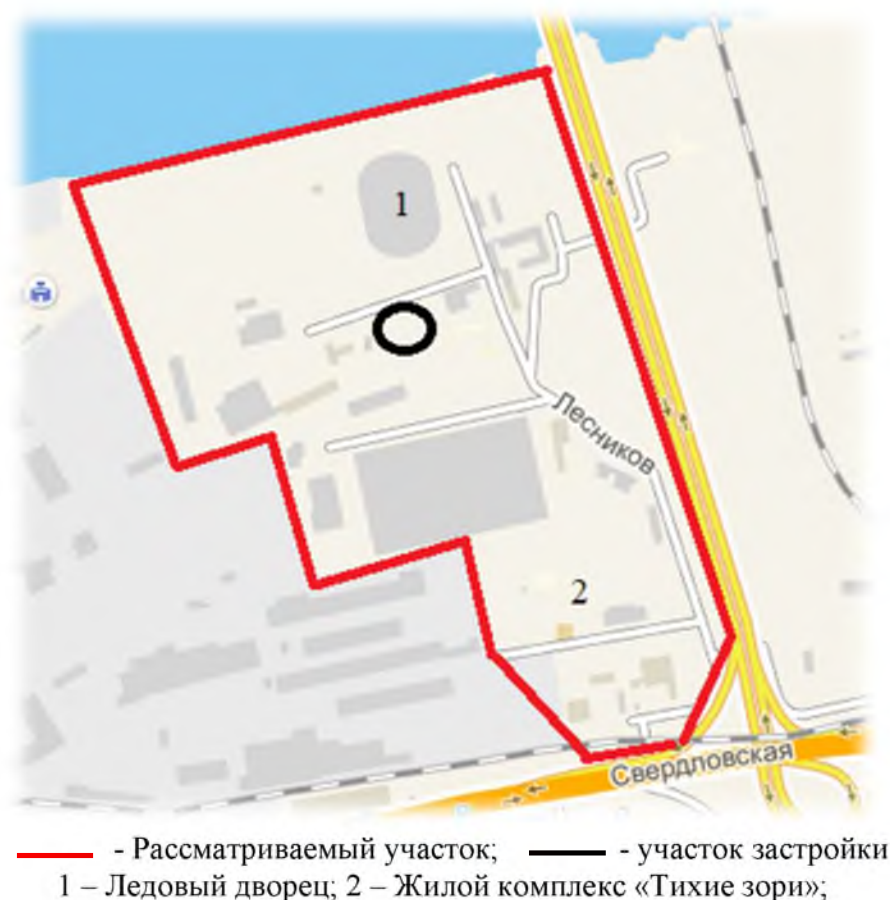 1
Лесников
2
Свердловская
- Рассматриваемый участок; - участок застройки
1 – Ледовый дворец; 2 – Жилой комплекс «Тихие зори»;